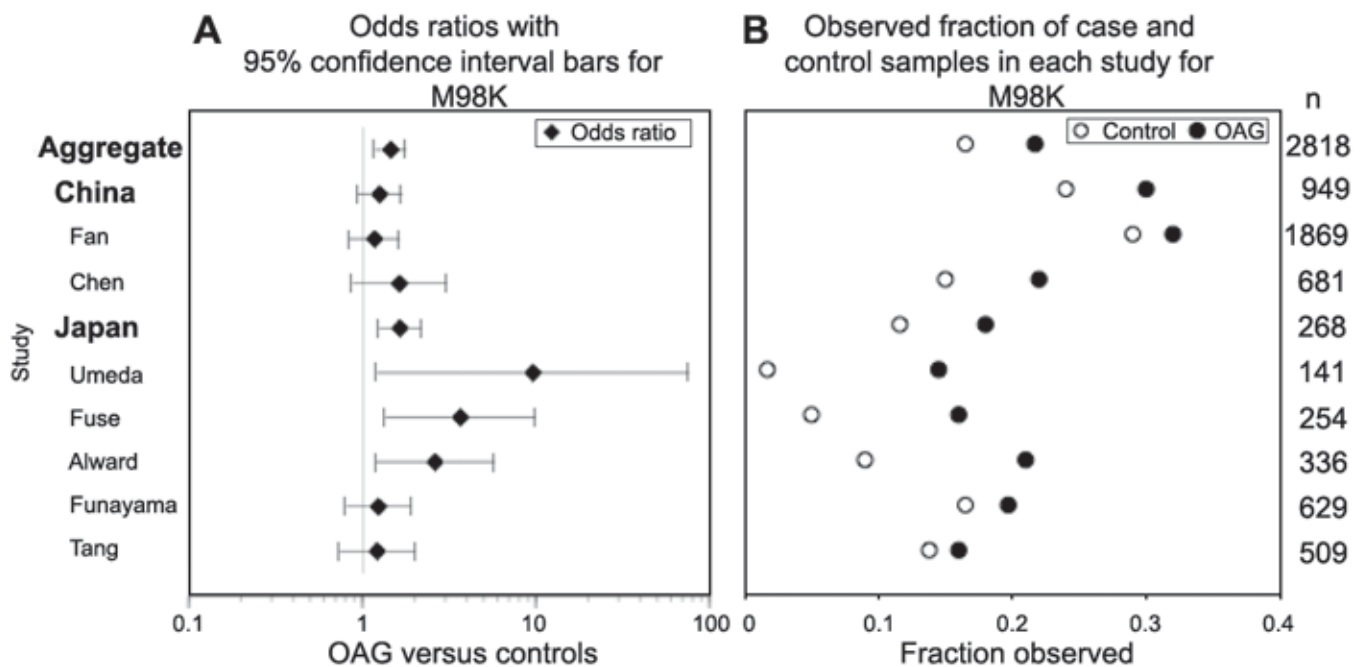 A Odds ratios with
95% confidence interval bars for
M98K
B Observed fraction of case and
control samples in each study for
M98K
n
Odds ratio
Control OAG
Study
Aggregate 2818
China 949
Fan 1869
Chen 681
Japan 268
Umeda 141
Fuse 254
Alward 336
Funayama 629
Tang 509
0.1 1 10 100
OAG versus controls
0 0.1 0.2 0.3 0.4
Fraction observed